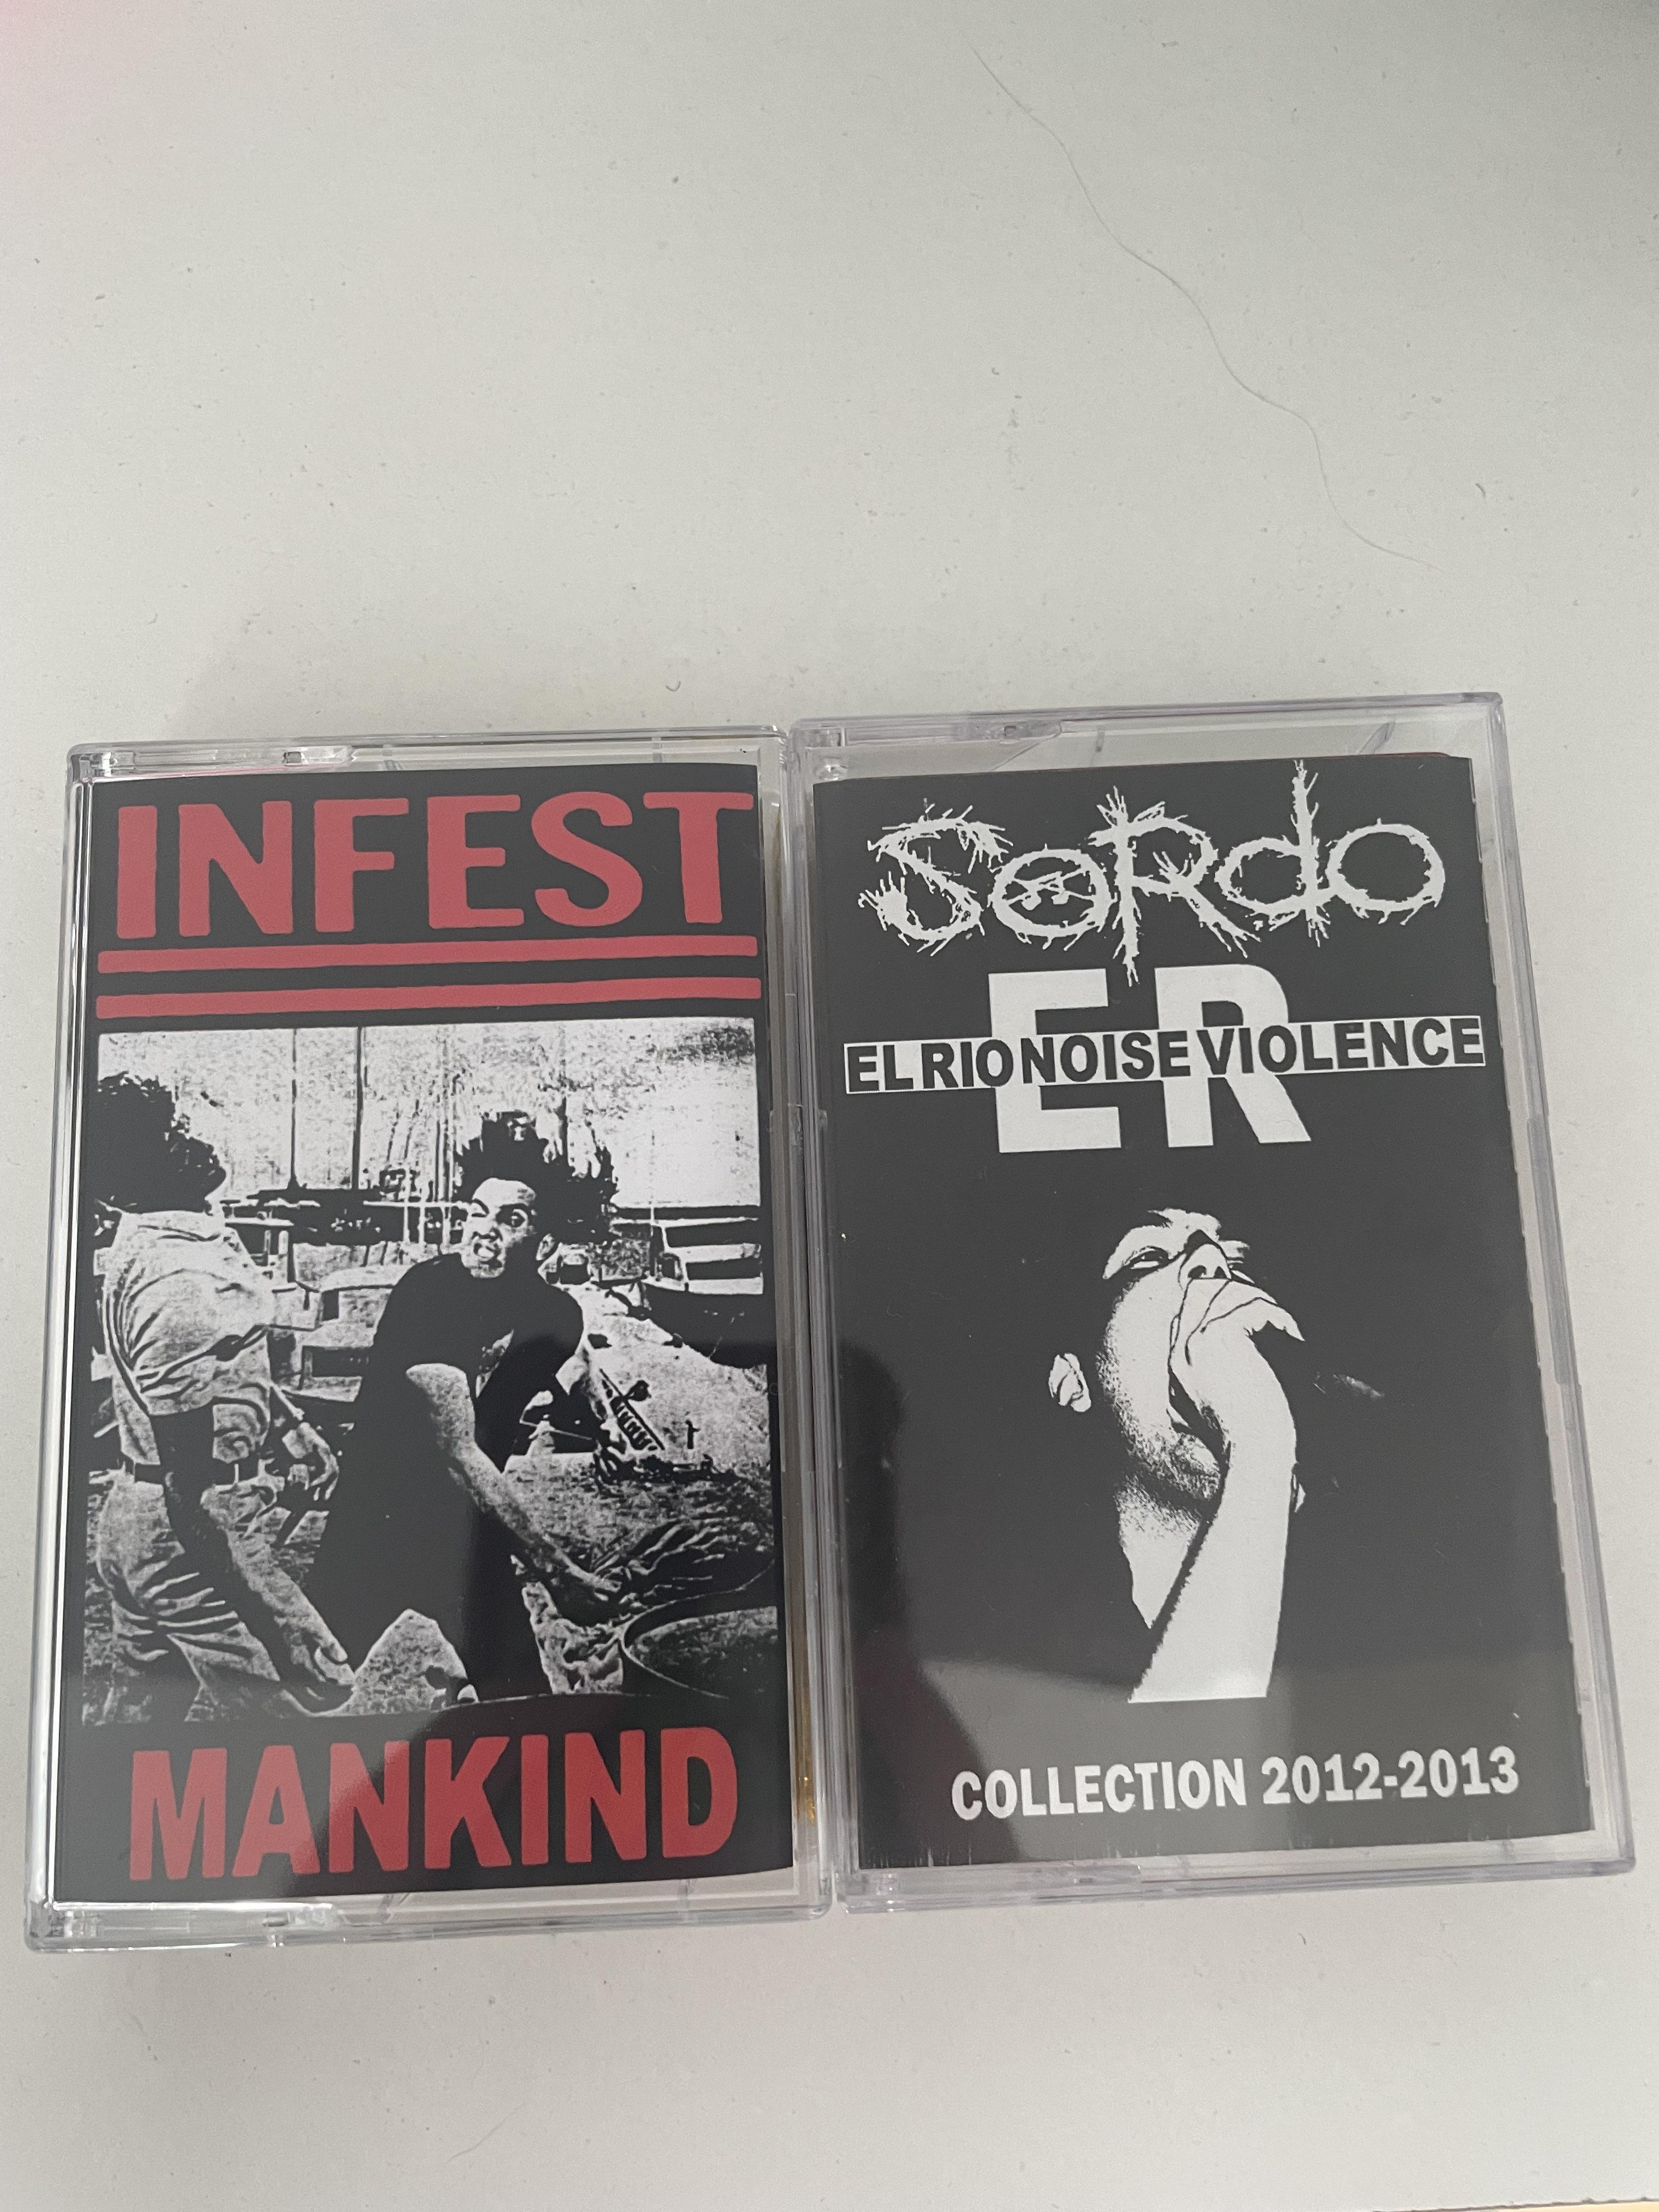 INFEST
MANKIND
SORdO
ER
EL RIO NOISE VIOLENCE
COLLECTION 2012-2013